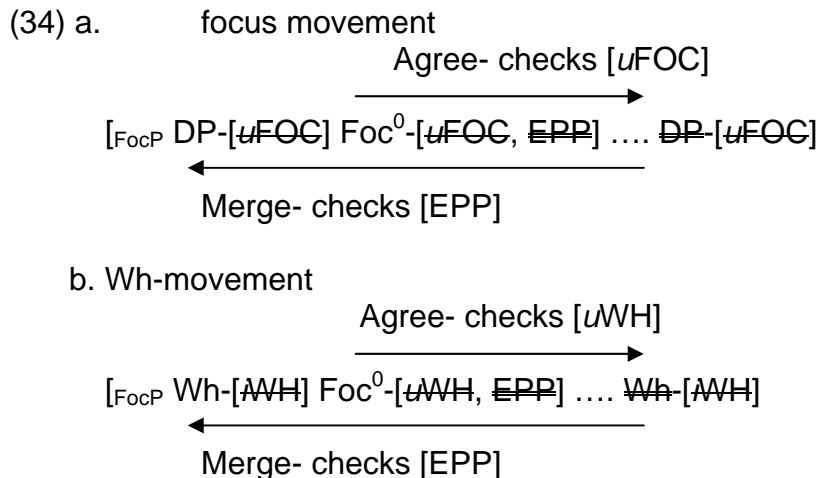 (34) a. focus movement
Agree- checks [uFOC]
[FocP DP-[uFOC] Foc0-[uFOC, EPP] …. DP-[uFOC]
Merge- checks [EPP]
b. Wh-movement
Agree- checks [uWH]
[FocP Wh-[iWH] Foc0-[uWH, EPP] …. Wh-[iWH]
Merge- checks [EPP]